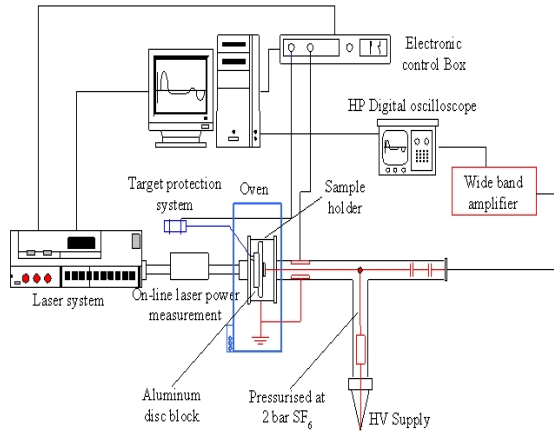 Electronic
control Box
HP Digital oscilloscope
Wide band
amplifier
Sample
holder
Oven
Target protection
system
Laser system
On-line laser power
measurement
Aluminum
disc block
Pressurised at
2 bar SF6
HV Supply